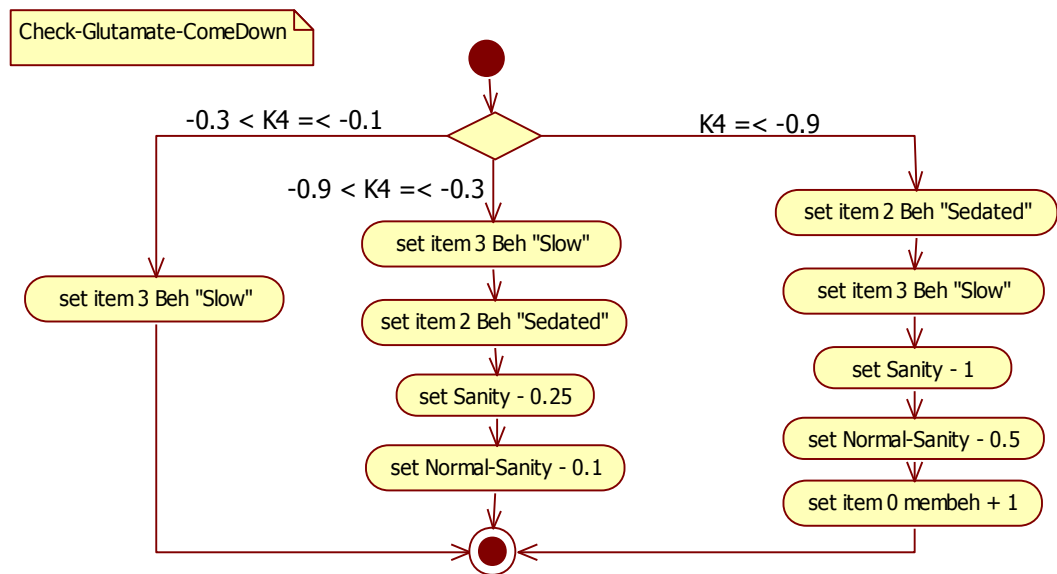 Check-Glutamate-ComeDown
-0.3 < K4 =< -0.1
K4 =< -0.9
-0.9 < K4 =< -0.3
set item 3 Beh "Slow"
set item 3 Beh "Slow"
set item 2 Beh "Sedated"
set Sanity - 0.25
set Normal-Sanity - 0.1
set item 2 Beh "Sedated"
set item 3 Beh "Slow"
set Sanity - 1
set Normal-Sanity - 0.5
set item 0 membeh + 1